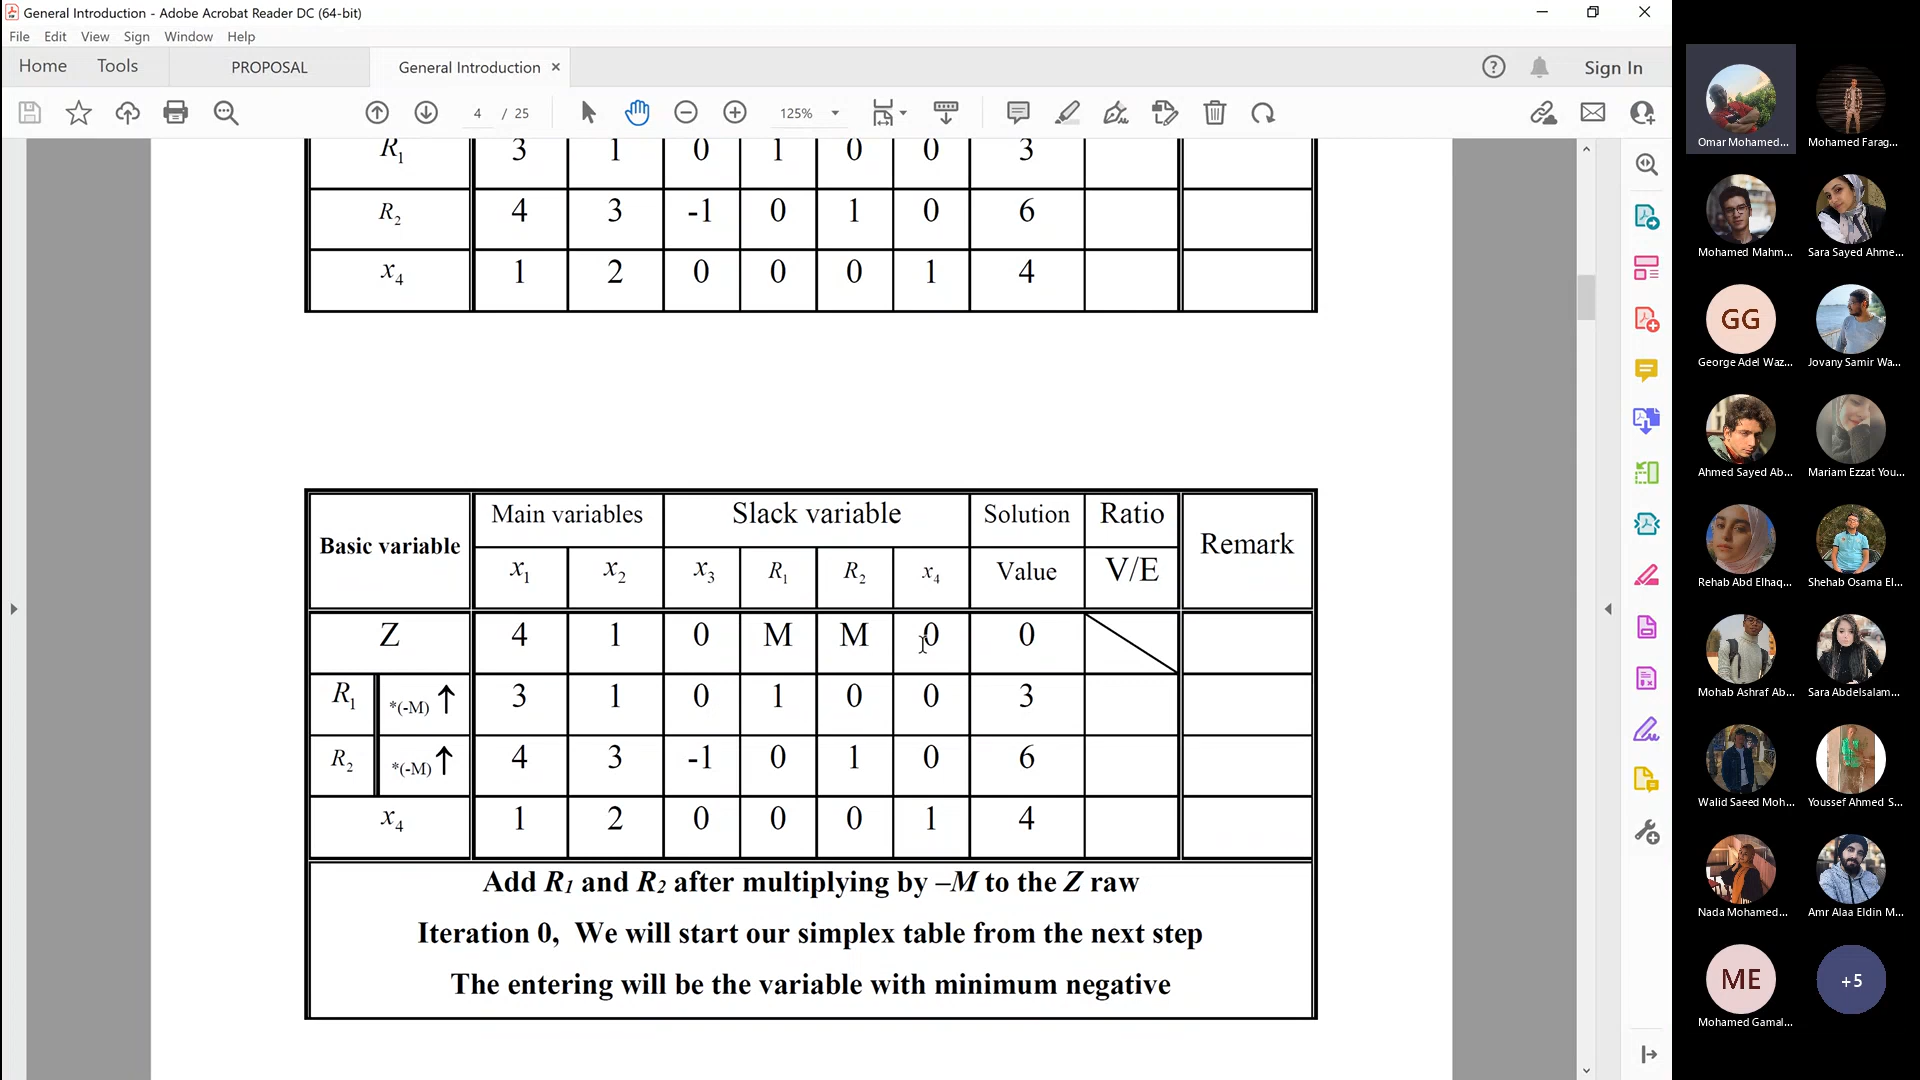 General Introduction - Adobe Acrobat Reader DC (64-bit)
File Edit View Sign Window Help
Home Tools PROPOSAL General Introduction × Sign In
4 / 25 125%
R1 3 1 0 1 0 0 3
R2 4 3 -1 0 1 0 6
x4 1 2 0 0 0 1 4
Basic variable Main variables Slack variable Solution Ratio Remark
x1 x2 x3 R1 R2 x4 Value V/E
Z 4 1 0 M M 0 0
R1 *(-M) ↑ 3 1 0 1 0 0 3
R2 *(-M) ↑ 4 3 -1 0 1 0 6
x4 1 2 0 0 0 1 4
Add R1 and R2 after multiplying by –M to the Z raw
Iteration 0, We will start our simplex table from the next step
The entering will be the variable with minimum negative
Omar Mohamed... Mohamed Farag...
Mohamed Mahm... Sara Sayed Ahme...
GG
George Adel Waz... Jovany Samir Wa...
Ahmed Sayed Ab... Mariam Ezzat You...
Rehab Abd Elhaq... Shehab Osama El...
Mohab Ashraf Ab... Sara Abdelsalam...
Walid Saeed Moh... Youssef Ahmed S...
Nada Mohamed... Amr Alaa Eldin M...
ME +5
Mohamed Gamal...